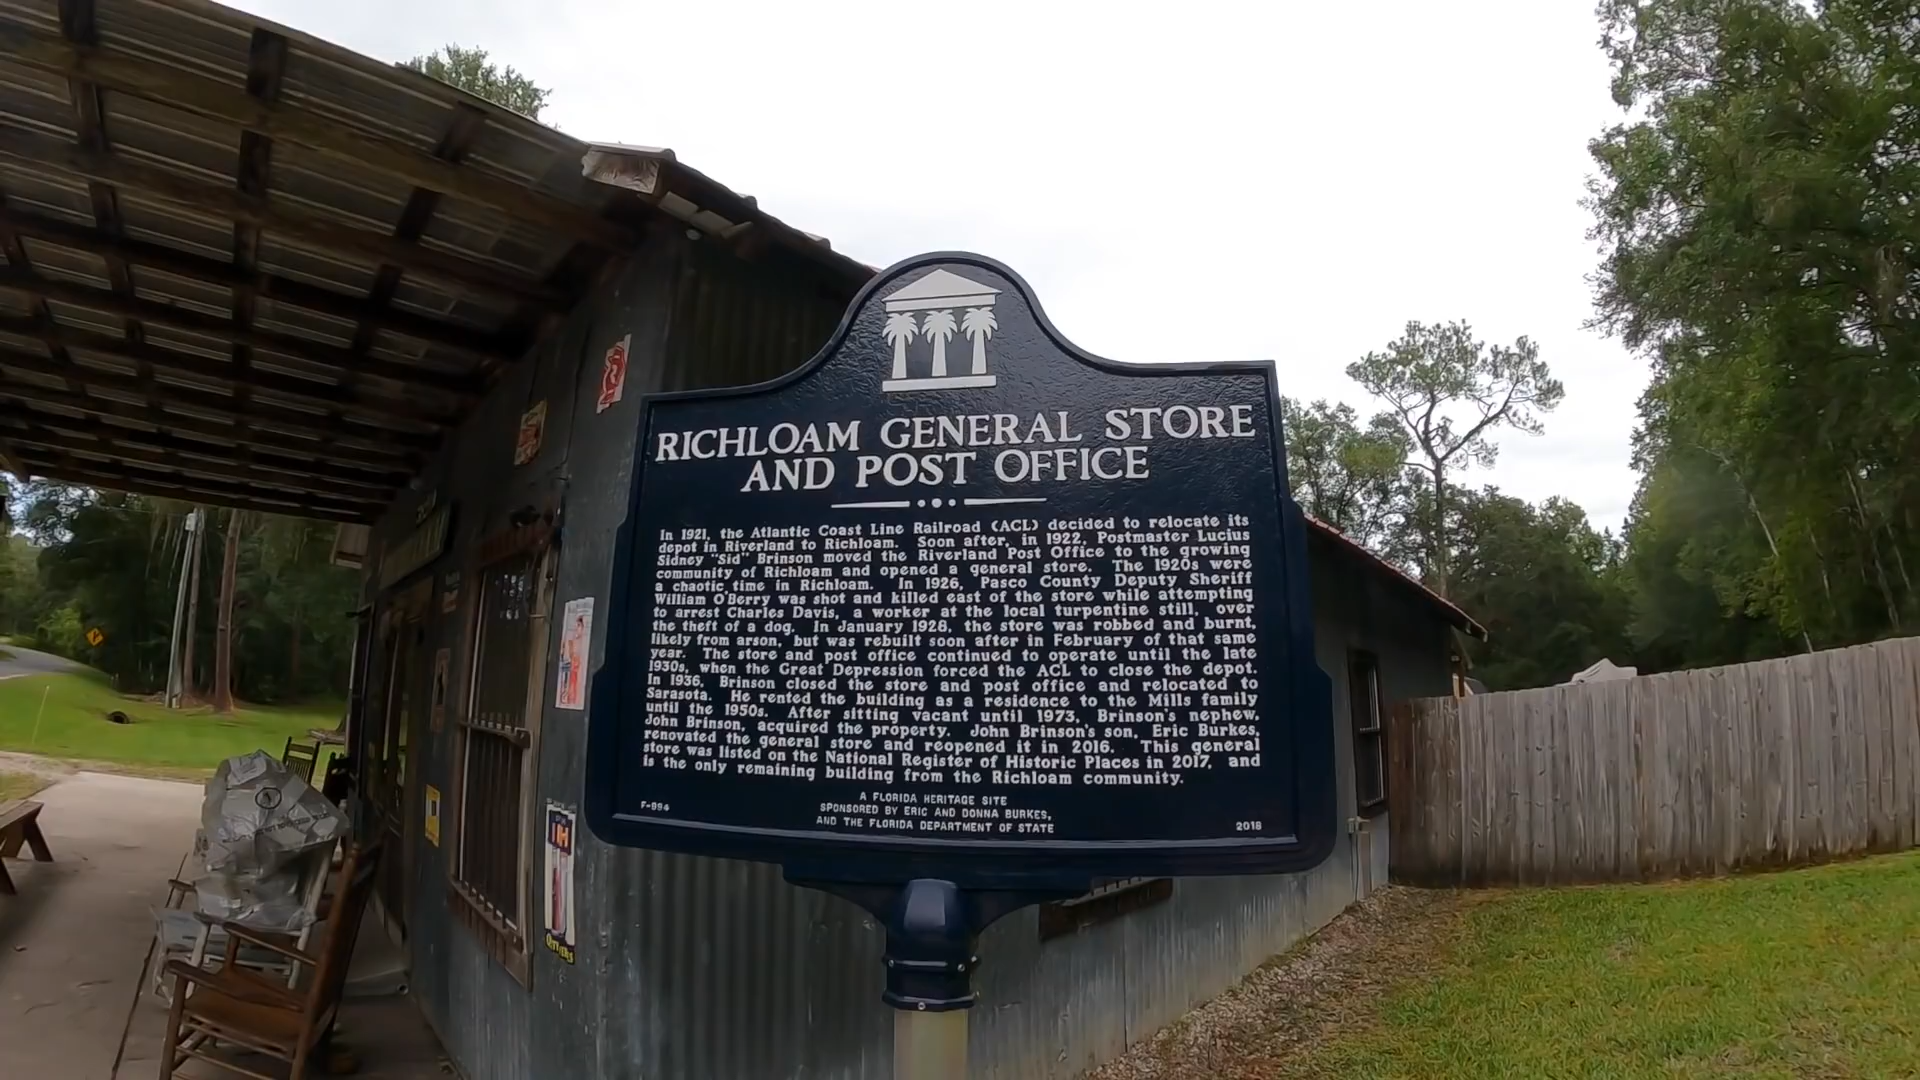 RICHLOAM GENERAL STORE
AND POST OFFICE
In 1921, the Atlantic Coast Line Railroad (ACL) decided to relocate its
depot in Riverland to Richloam. Soon after, in 1922, Postmaster Lucius
Sidney "Sid" Brinson moved the Riverland Post Office to the growing
community of Richloam and opened a general store. The 1920s were
a chaotic time in Richloam. In 1926, Pasco County Deputy Sheriff
William O'Berry was shot and killed east of the store while attempting
to arrest Charles Davis, a worker at the local turpentine still, over
the theft of a dog. In January 1928, the store was robbed and burnt,
likely from arson, but was rebuilt soon after in February of that same
year. The store and post office continued to operate until the late
1930s, when the Great Depression forced the ACL to close the depot.
In 1936, Brinson closed the store and post office and relocated to
Sarasota. He rented the building as a residence to the Mills family
until the 1950s. After sitting vacant until 1973, Brinson's nephew,
John Brinson, acquired the property. John Brinson's son, Eric Burkes,
renovated the general store and reopened it in 2016. This general
store was listed on the National Register of Historic Places in 2017, and
is the only remaining building from the Richloam community.
A FLORIDA HERITAGE SITE
SPONSORED BY ERIC AND DONNA BURKES,
AND THE FLORIDA DEPARTMENT OF STATE
F-994
2018